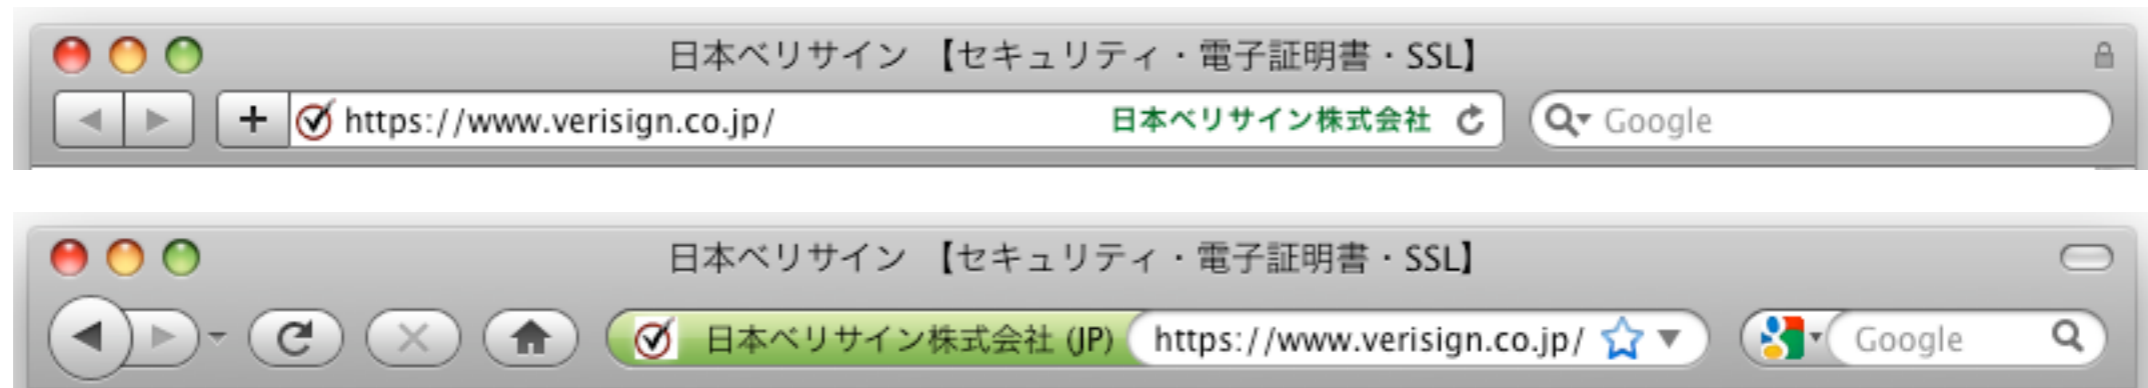 日本ベリサイン 【セキュリティ・電子証明書・SSL】
https://www.verisign.co.jp/ 日本ベリサイン株式会社 Google
日本ベリサイン 【セキュリティ・電子証明書・SSL】
日本ベリサイン株式会社 (JP) https://www.verisign.co.jp/ Google